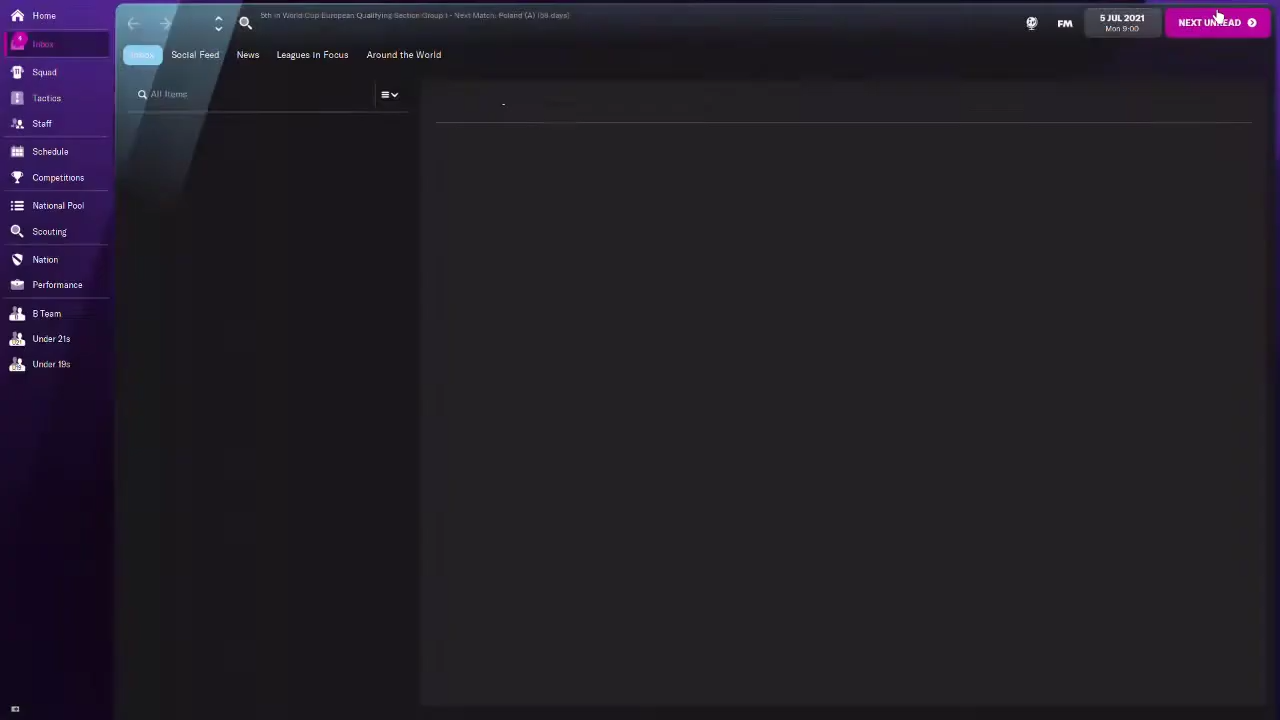 Home
5th in World Cup European Qualifying Section Group I - Next Match, Poland (A) (58 days)
FM
5 JUL 2021
Mon 9:00
NEXT UNREAD
4
Inbox
Inbox
Social Feed
News
Leagues in Focus
Around the World
Squad
All Items
Tactics
-
Staff
Schedule
Competitions
National Pool
Scouting
Nation
Performance
B Team
Under 21s
Under 19s